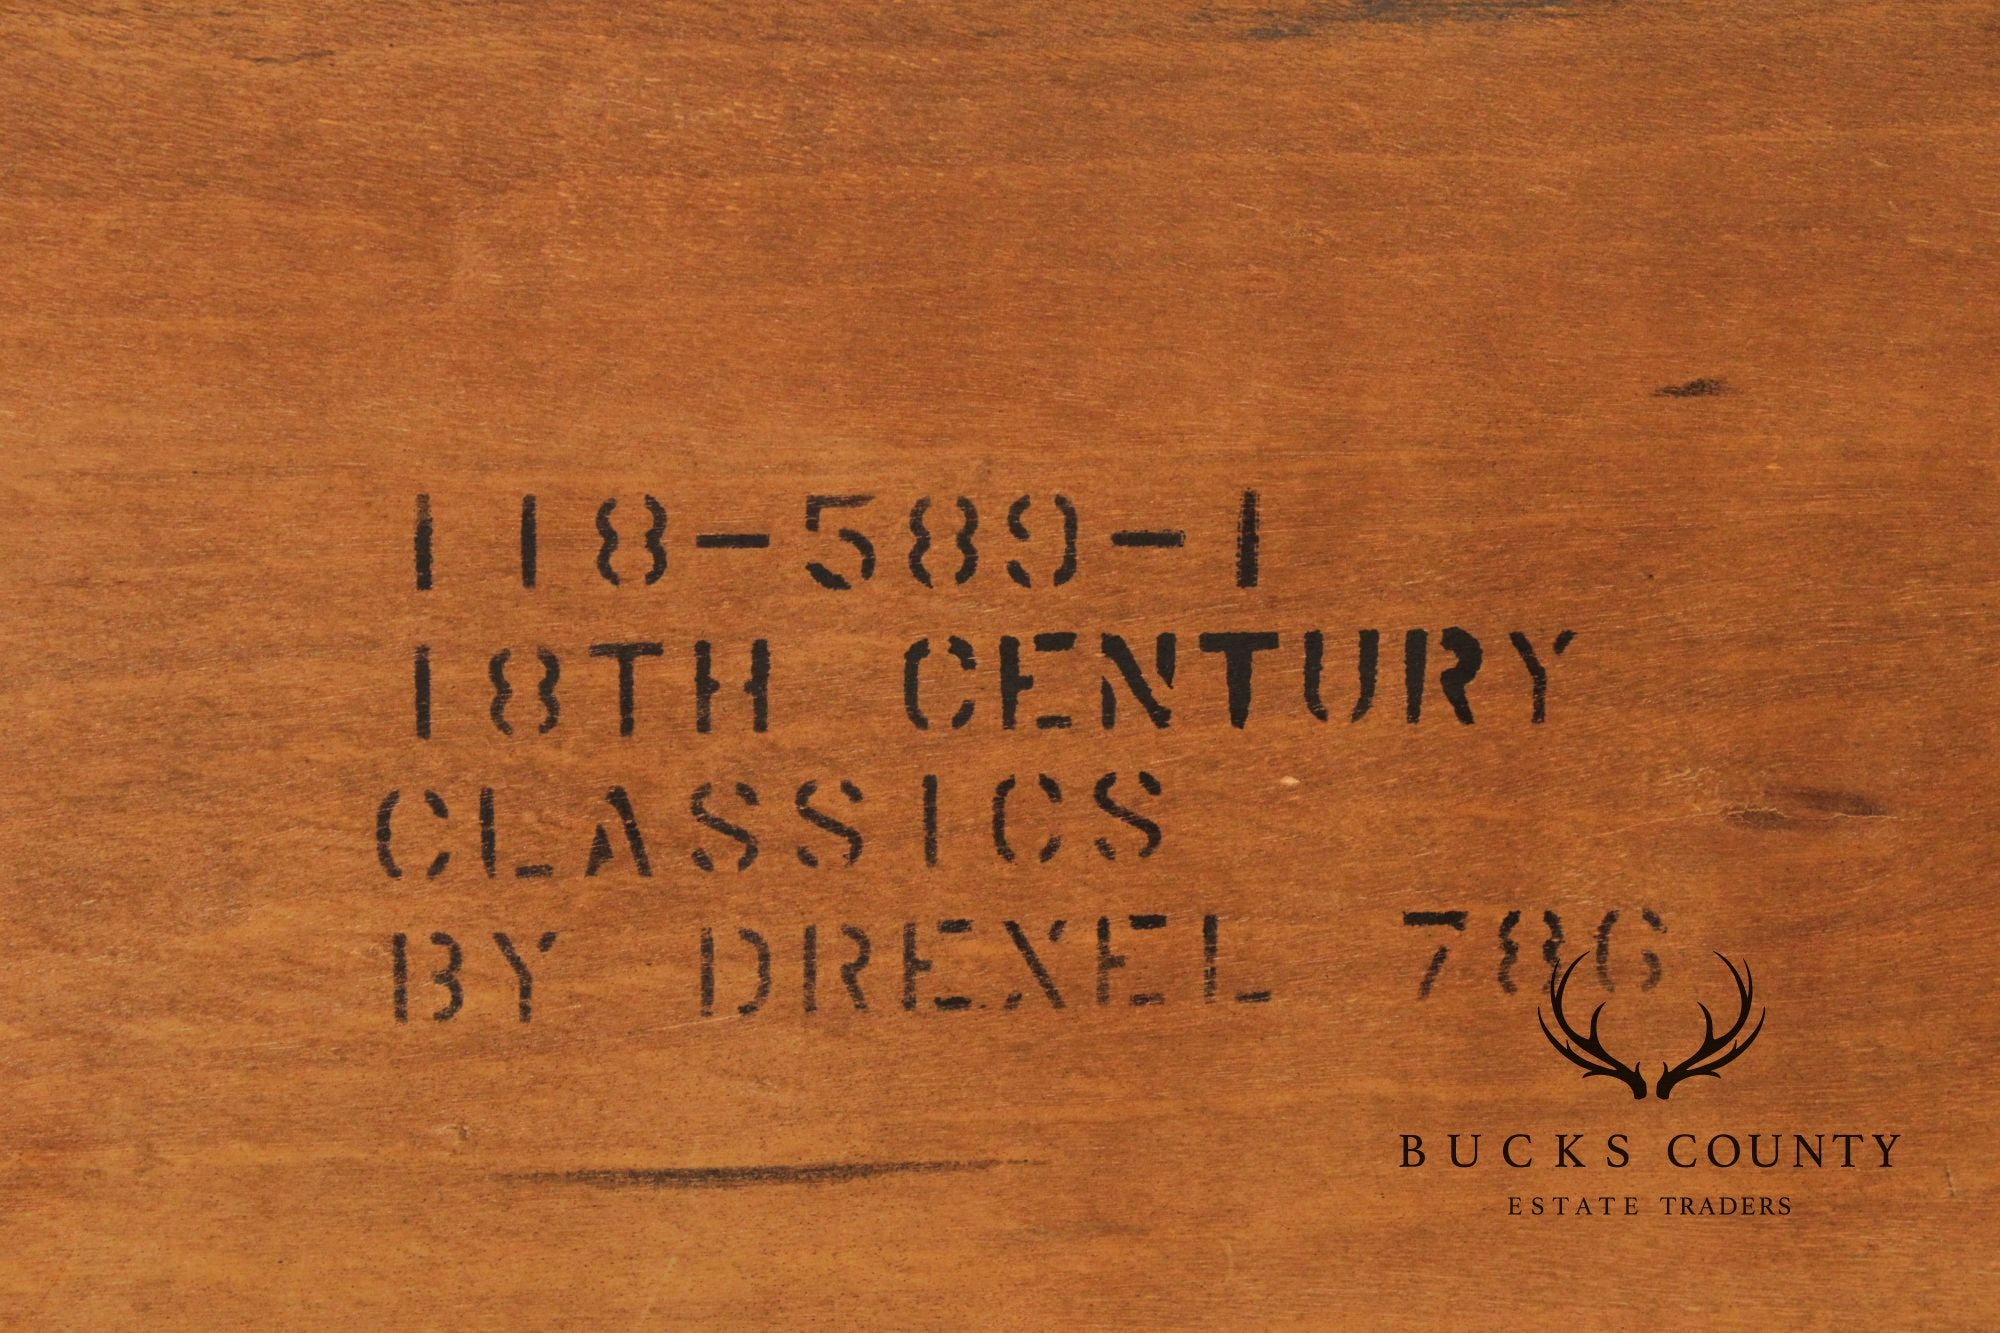 118-589-1
18TH CENTURY
CLASSICS
BY DREXEL 786
BUCKS COUNTY
ESTATE TRADERS